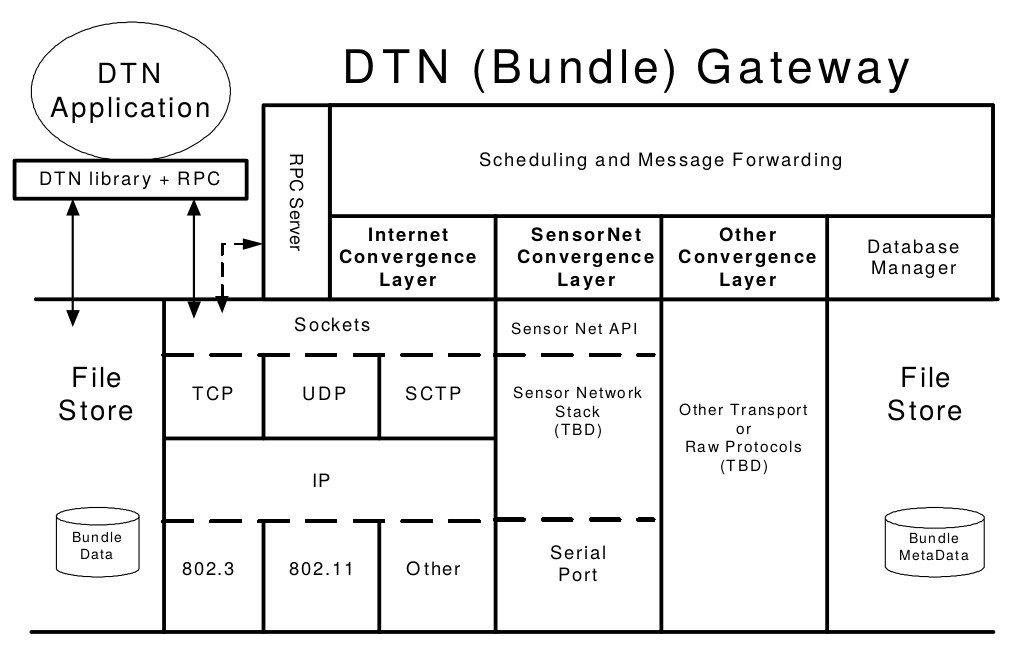 DTN (Bundle) Gateway
DTN
Application
DTN library + RPC
RPC Server
Scheduling and Message Forwarding
Internet
Convergence
Layer
SensorNet
Convergence
Layer
Other
Convergence
Layer
Database
Manager
File
Store
Bundle
Data
Sockets
TCP
UDP
SCTP
IP
802.3
802.11
Other
Sensor Net API
Sensor Network
Stack
(TBD)
Serial
Port
Other Transport
or
Raw Protocols
(TBD)
File
Store
Bundle
MetaData